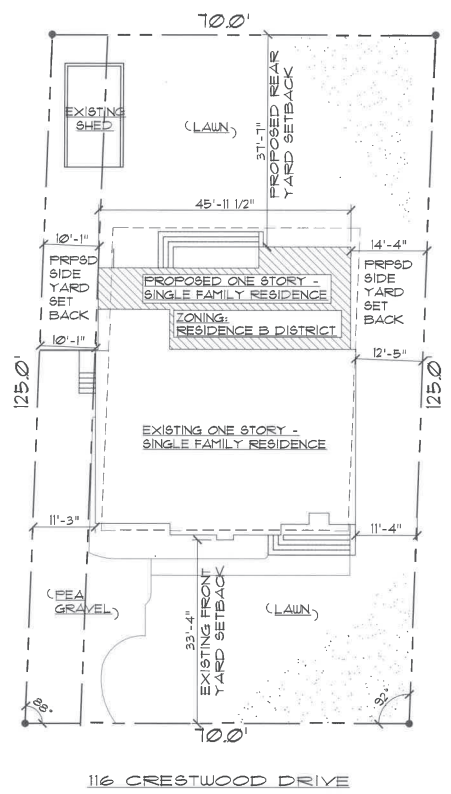 70.0'
EXISTING
SHED
(LAWN)
37'-7"
PROPOSED REAR
YARD SETBACK
45'-11 1/2"
10'-1"
14'-4"
PRPSD
SIDE
YARD
SET
BACK
PRPSD
SIDE
YARD
SET
BACK
PROPOSED ONE STORY -
SINGLE FAMILY RESIDENCE
ZONING:
RESIDENCE B DISTRICT
10'-1"
12'-5"
125.0'
125.0'
EXISTING ONE STORY -
SINGLE FAMILY RESIDENCE
11'-3"
11'-4"
(PEA
GRAVEL)
33'-4"
EXISTING FRONT
YARD SETBACK
(LAWN)
88°
92°
70.0'
116 CRESTWOOD DRIVE